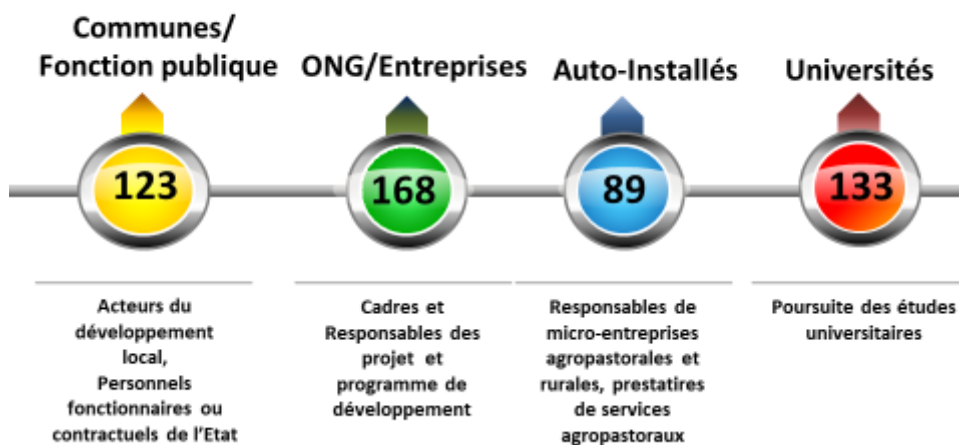 Communes/
Fonction publique
ONG/Entreprises
Auto-Installés
Universités
123
168
89
133
Acteurs du
développement
local,
Personnels
fonctionnaires ou
contractuels de l'Etat
Cadres et
Responsables des
projet et
programme de
développement
Responsables de
micro-entreprises
agropastorales et
rurales, prestatires
de services
agropastoraux
Poursuite des études
universitaires